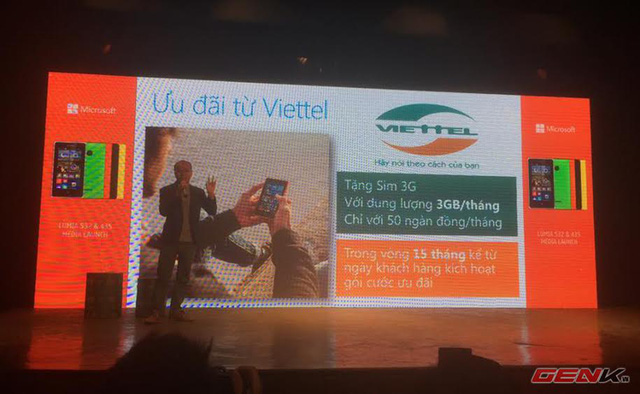 Microsoft
LUMIA 532 & 435
MEDIA LAUNCH
Ưu đãi từ Viettel
VIETTEL
Hãy nói theo cách của bạn
Tặng Sim 3G
Với dung lượng 3GB/tháng
Chỉ với 50 ngàn đồng/tháng
Trong vòng 15 tháng kể từ
ngày khách hàng kích hoạt
gói cước ưu đãi
Microsoft
LUMIA 532 & 435
MEDIA LAUNCH
GENK.VN